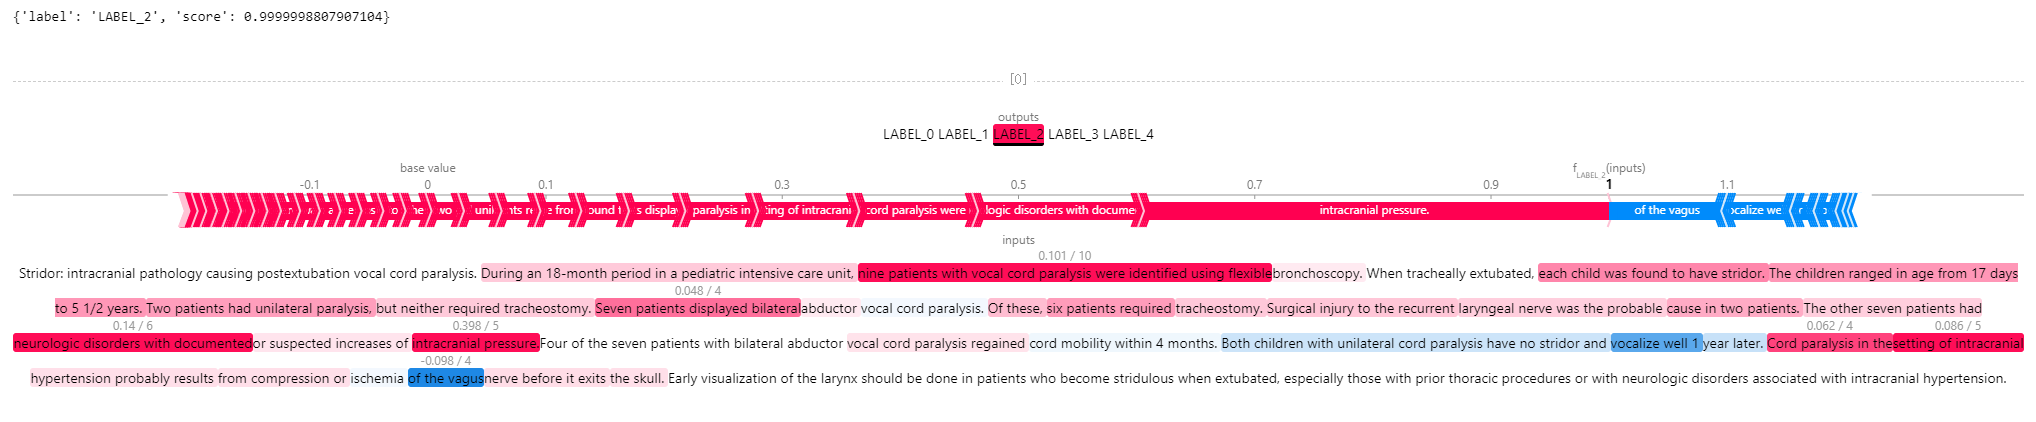 {'label': 'LABEL_2', 'score': 0.9999998807907104}
[0]
outputs
LABEL_0 LABEL_1 LABEL_2 LABEL_3 LABEL_4
base value
f LABEL_2 (inputs)
-0.1 0 0.1 0.3 0.5 0.7 0.9 1 1.1
displa paralysis in ting of intracrani cord paralysis were logic disorders with docume intracranial pressure. of the vagus ocalize we
inputs
0.101 / 10
Stridor: intracranial pathology causing postextubation vocal cord paralysis. During an 18-month period in a pediatric intensive care unit, nine patients with vocal cord paralysis were identified using flexible bronchoscopy. When tracheally extubated, each child was found to have stridor. The children ranged in age from 17 days
0.048 / 4
to 5 1/2 years. Two patients had unilateral paralysis, but neither required tracheostomy. Seven patients displayed bilateral abductor vocal cord paralysis. Of these, six patients required tracheostomy. Surgical injury to the recurrent laryngeal nerve was the probable cause in two patients. The other seven patients had
0.14 / 6 0.398 / 5 0.062 / 4 0.086 / 5
neurologic disorders with documented or suspected increases of intracranial pressure. Four of the seven patients with bilateral abductor vocal cord paralysis regained cord mobility within 4 months. Both children with unilateral cord paralysis have no stridor and vocalize well 1 year later. Cord paralysis in the setting of intracranial
-0.098 / 4
hypertension probably results from compression or ischemia of the vagus nerve before it exits the skull. Early visualization of the larynx should be done in patients who become stridulous when extubated, especially those with prior thoracic procedures or with neurologic disorders associated with intracranial hypertension.